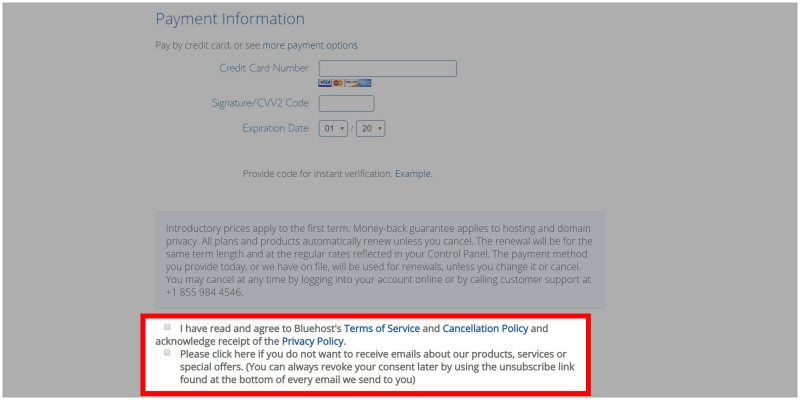 Payment Information
Pay by credit card, or see more payment options
Credit Card Number
VISA
Signature/CVV2 Code
Expiration Date 01 / 20
Provide code for instant verification. Example.
Introductory prices apply to the first term. Money-back guarantee applies to hosting and domain
privacy. All plans and products automatically renew unless you cancel. The renewal will be for the
same term length and at the regular rates reflected in your Control Panel. The payment method
you provide today, or we have on file, will be used for renewals, unless you change it or cancel.
You may cancel at any time by logging into your account online or by calling customer support at
+1 855 984 4546.
I have read and agree to Bluehost's Terms of Service and Cancellation Policy and
acknowledge receipt of the Privacy Policy.
Please click here if you do not want to receive emails about our products, services or
special offers. (You can always revoke your consent later by using the unsubscribe link
found at the bottom of every email we send to you)